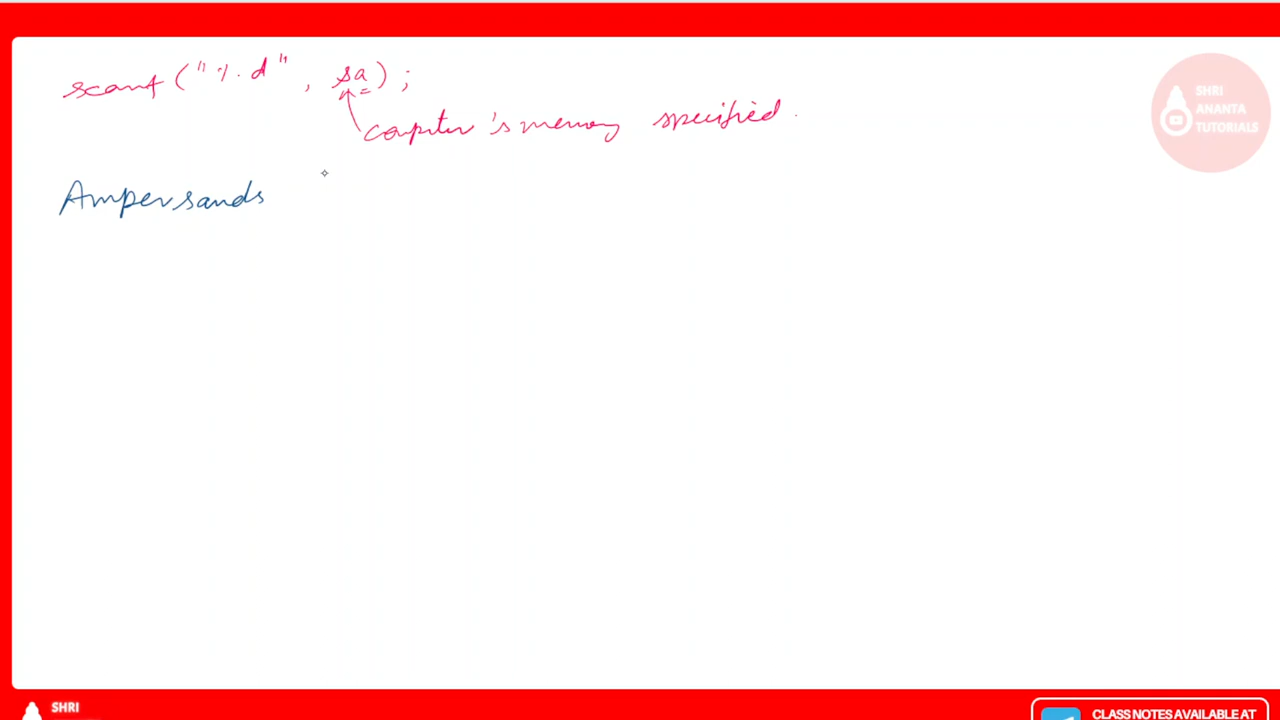 scanf ("%d", &a);
computer's memory specified.
Ampersands
SHRI
ANANTA
TUTORIALS
SHRI
CLASS NOTES AVAILABLE AT